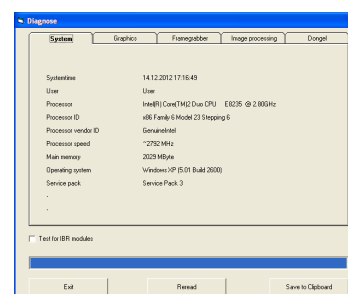 Diagnose
System Graphics Framegrabber Image processing Dongel
Systemtime 14.12.2012 17:16:49
User User
Processor Intel(R) Core(TM)2 Duo CPU E8235 @ 2.80GHz
Processor ID x86 Family 6 Model 23 Stepping 6
Processor vendor ID GenuineIntel
Processor speed ~2792 MHz
Main memory 2029 MByte
Operating system Windows XP (5.01 Build 2600)
Service pack Service Pack 3
-
-
Test for IBR modules
Exit Reread Save to Clipboard